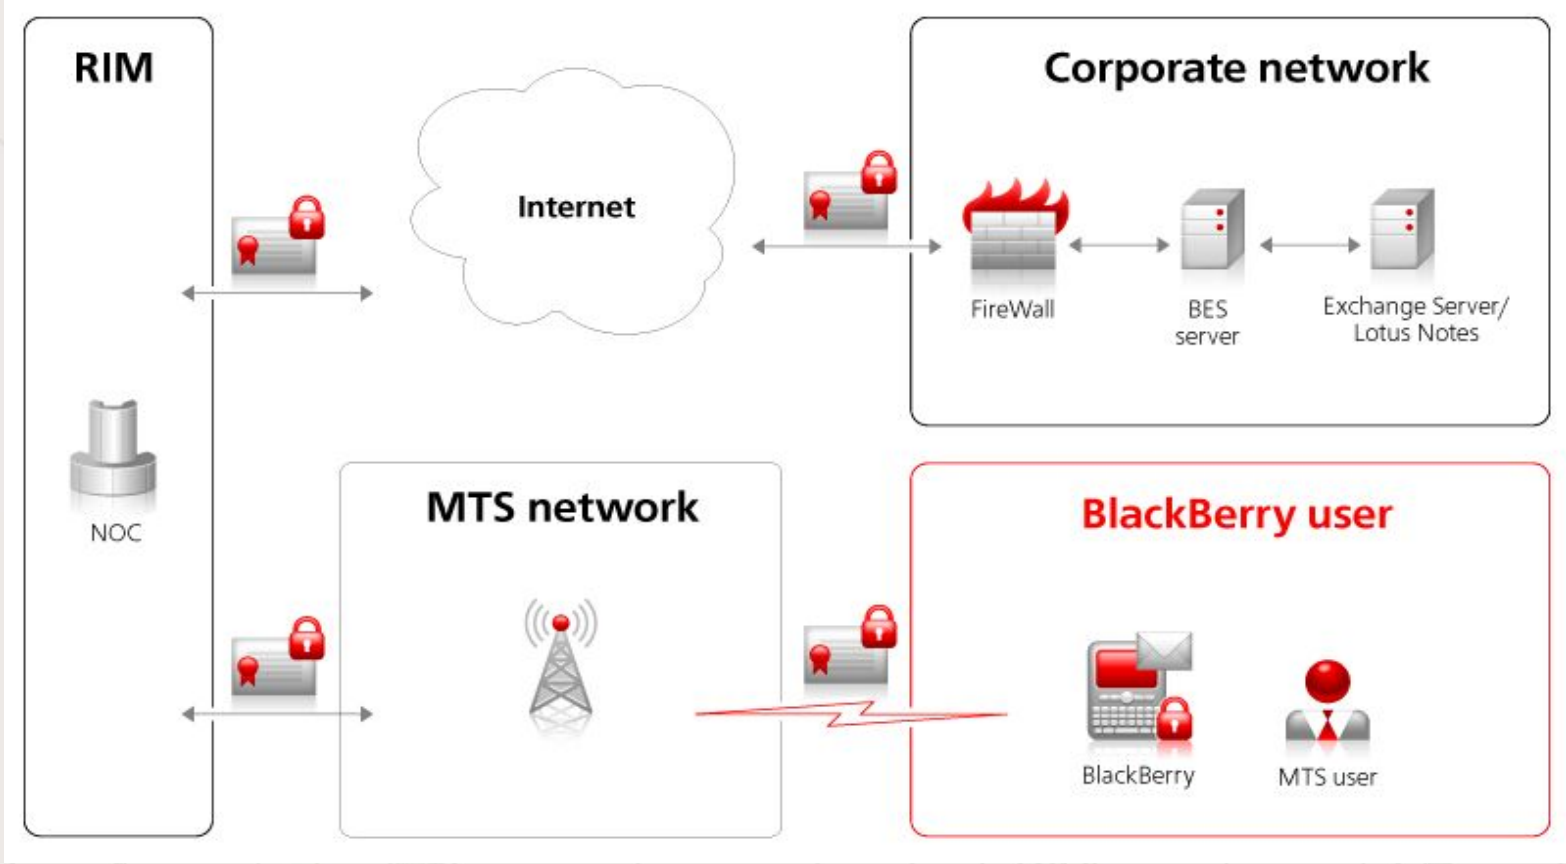 RIM
Corporate network
Internet
FireWall
BES
server
Exchange Server/
Lotus Notes
NOC
MTS network
BlackBerry user
BlackBerry
MTS user